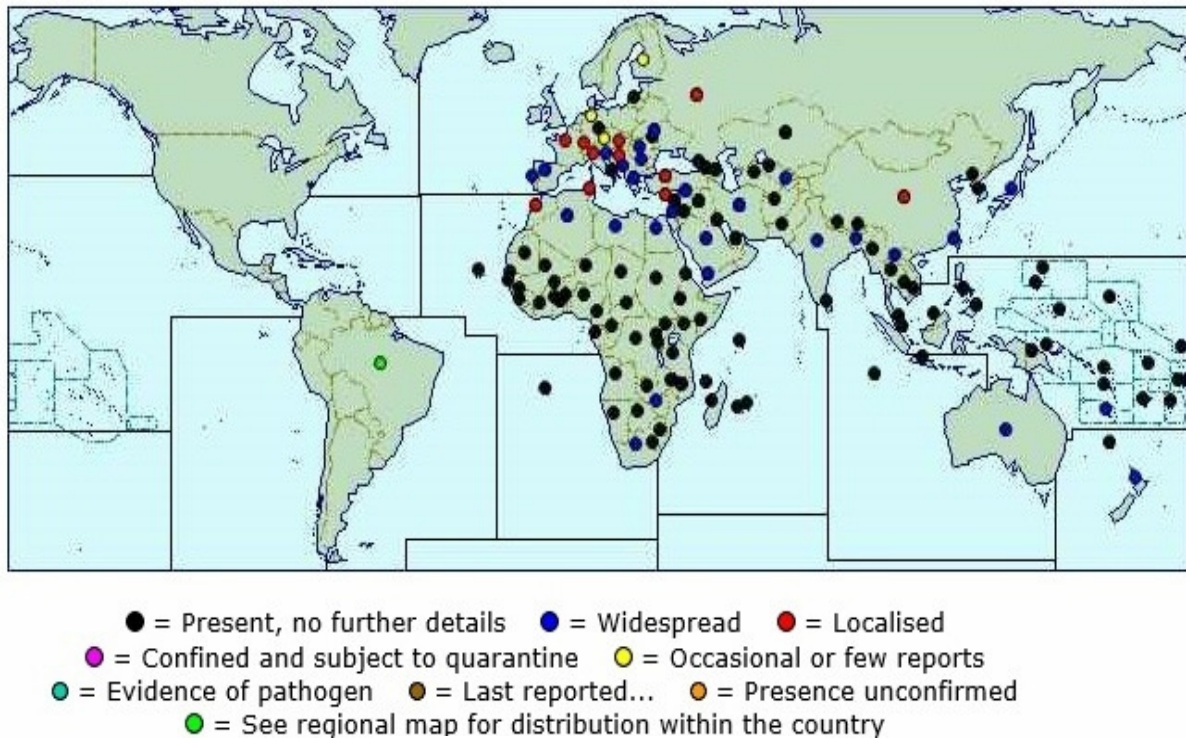 = Present, no further details = Widespread = Localised
= Confined and subject to quarantine = Occasional or few reports
= Evidence of pathogen = Last reported... = Presence unconfirmed
= See regional map for distribution within the country